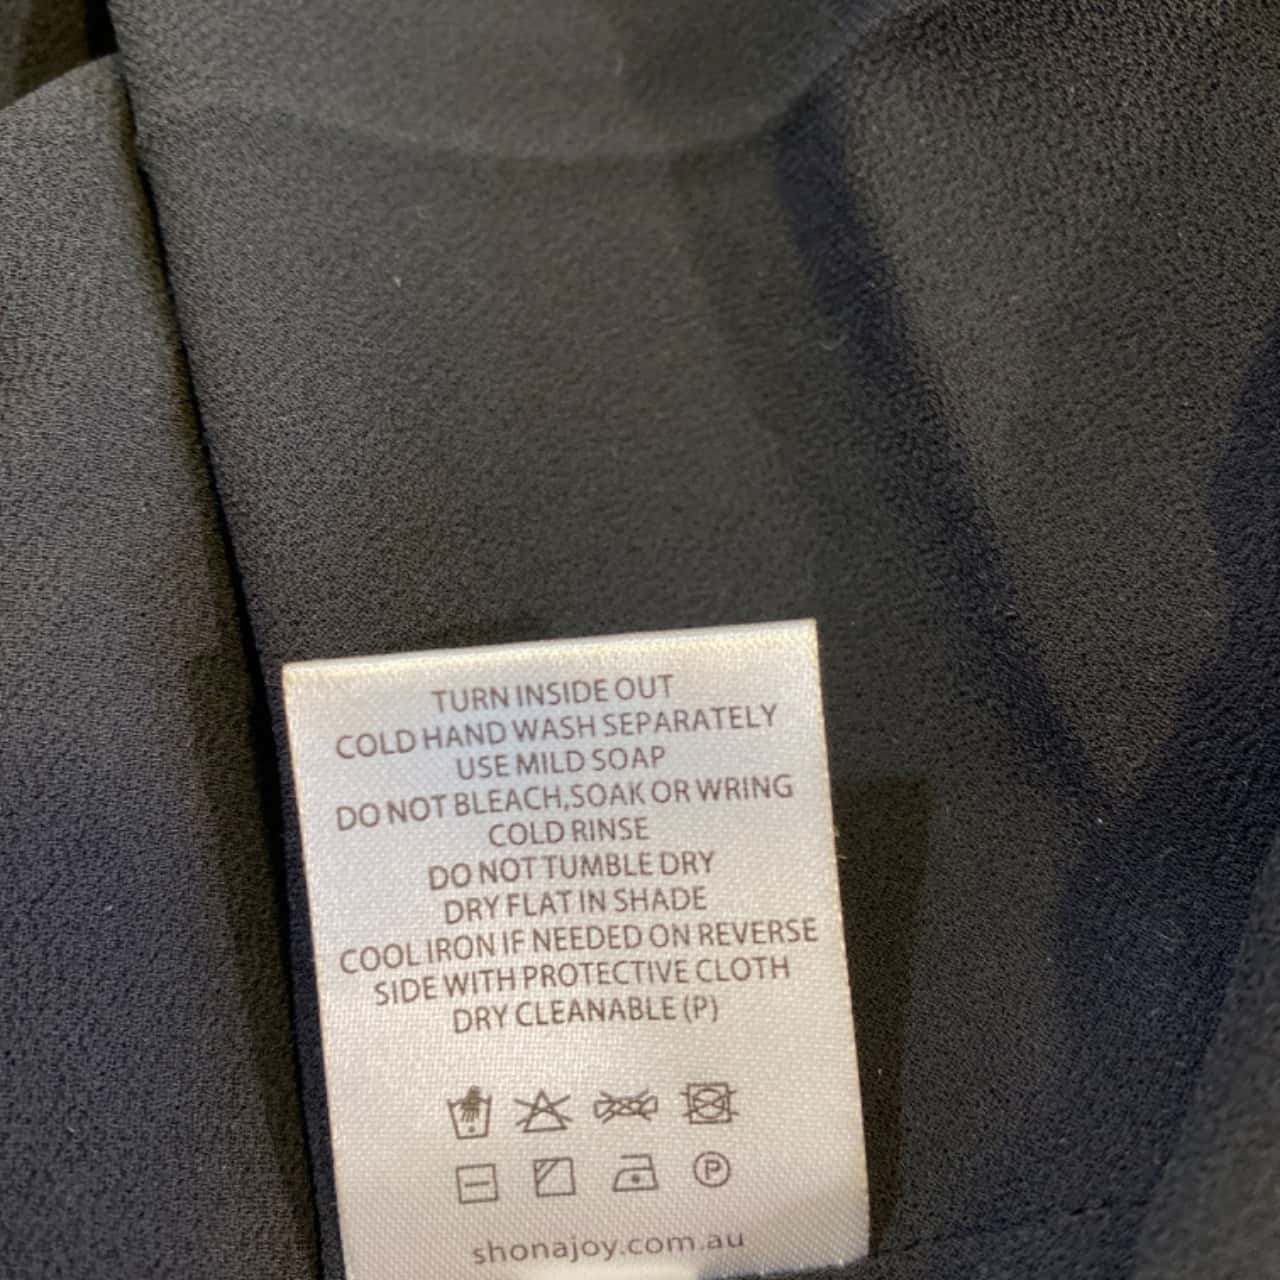 TURN INSIDE OUT
COLD HAND WASH SEPARATELY
USE MILD SOAP
DO NOT BLEACH,SOAK OR WRING
COLD RINSE
DO NOT TUMBLE DRY
DRY FLAT IN SHADE
COOL IRON IF NEEDED ON REVERSE
SIDE WITH PROTECTIVE CLOTH
DRY CLEANABLE (P)
P
shonajoy.com.au